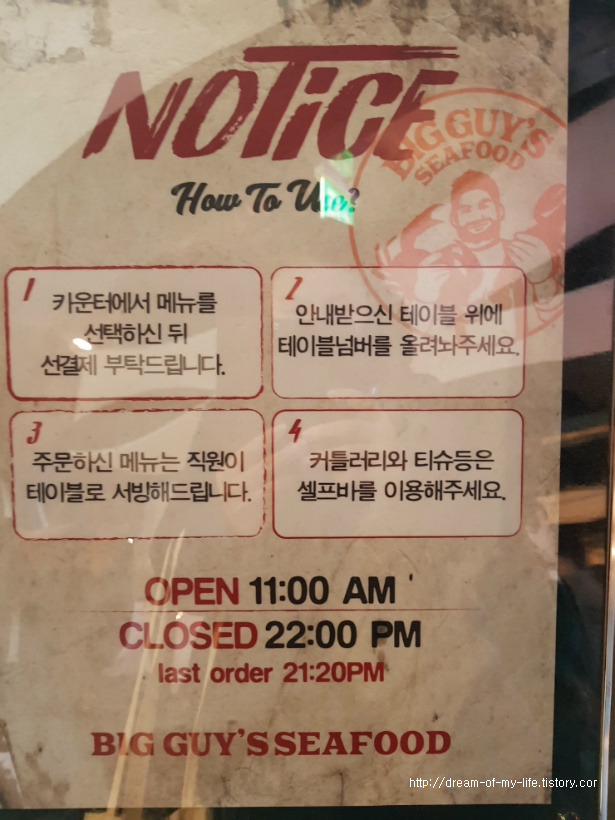 NOTICE
BIG GUY'S
SEAFOOD
How To Use?
1
카운터에서 메뉴를
선택하신 뒤
선결제 부탁드립니다.
2
안내받으신 테이블 위에
테이블넘버를 올려놔주세요.
3
주문하신 메뉴는 직원이
테이블로 서빙해드립니다.
4
커틀러리와 티슈등은
셀프바를 이용해주세요.
OPEN 11:00 AM
CLOSED 22:00 PM
last order 21:20PM
BIG GUY'S SEAFOOD
http://dream-of-my-life.tistory.cor